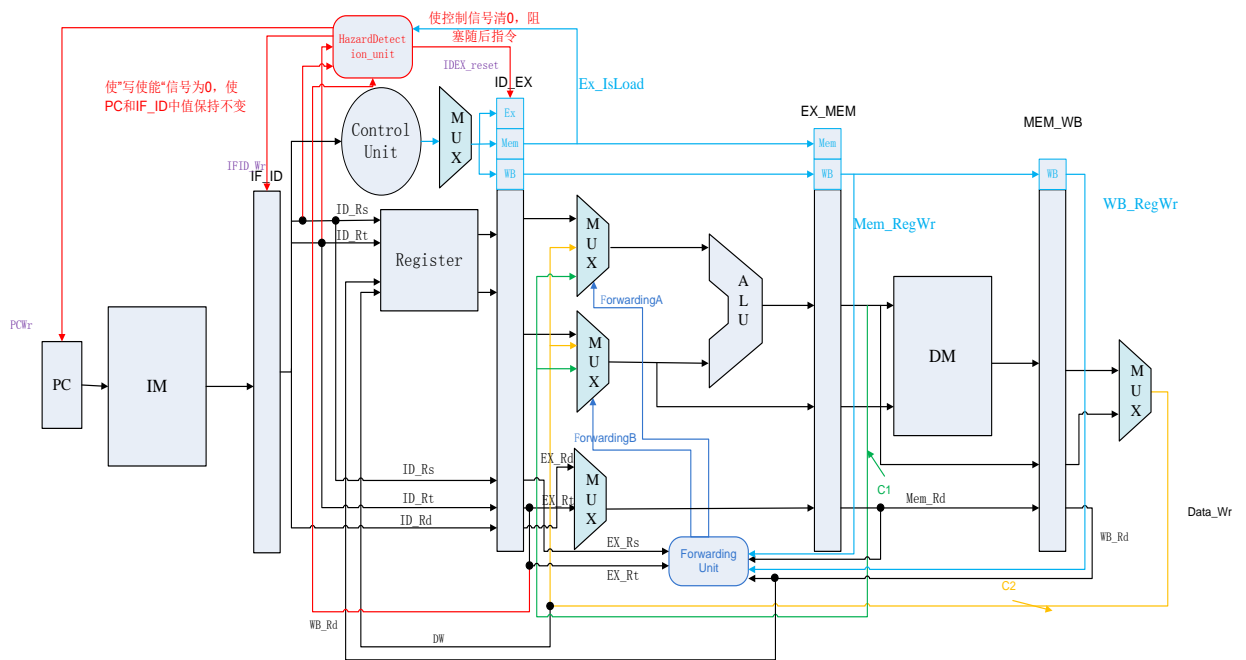 使控制信号清0，阻
塞随后指令
HazardDetect
ion_unit
IDEX_reset
ID_EX
Ex_IsLoad
使”写使能“信号为0，使
PC和IF_ID中值保持不变
EX_MEM
MEM_WB
Control
Unit
M
U
X
Ex
Mem
WB
Mem
WB
WB
IFID_Wr
IF_ID
ID_Rs
ID_Rt
Register
M
U
X
Mem_RegWr
WB_RegWr
A
L
U
ForwardingA
PCWr
PC
IM
M
U
X
DM
M
U
X
ForwardingB
EX_Rd
ID_Rs
ID_Rt
ID_Rd
EX_Rt
M
U
X
C1
Mem_Rd
Data_Wr
WB_Rd
EX_Rs
EX_Rt
Forwarding
Unit
C2
WB_Rd
DW